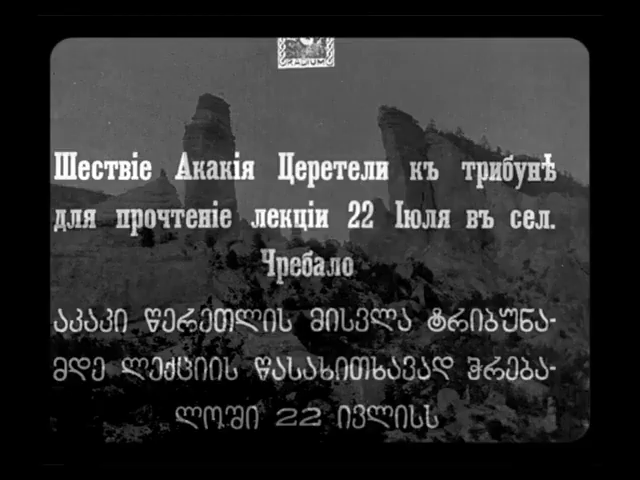 RADIUM
Шествіе Акакія Церетели къ трибунѣ
для прочтеніе лекціи 22 Іюля въ сел.
Чребало
აკაკი წერეთლის მისვლა ტრიბუნა-
მდე ლექციის წასაკითხავად ჭრება-
ლოში 22 ივლისს